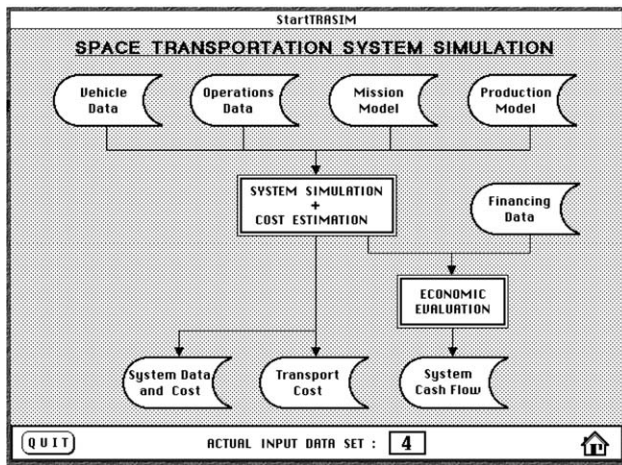 StartTRASIM
SPACE TRANSPORTATION SYSTEM SIMULATION
Vehicle
Data
Operations
Data
Mission
Model
Production
Model
SYSTEM SIMULATION
+
COST ESTIMATION
Financing
Data
ECONOMIC
EVALUATION
System Data
and Cost
Transport
Cost
System
Cash Flow
QUIT
ACTUAL INPUT DATA SET : 4